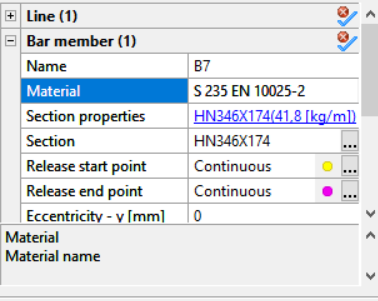 Line (1)
Bar member (1)
Name B7
Material S 235 EN 10025-2
Section properties HN346X174(41,8 [kg/m])
Section HN346X174 ...
Release start point Continuous ...
Release end point Continuous ...
Eccentricity - y [mm] 0
Material
Material name